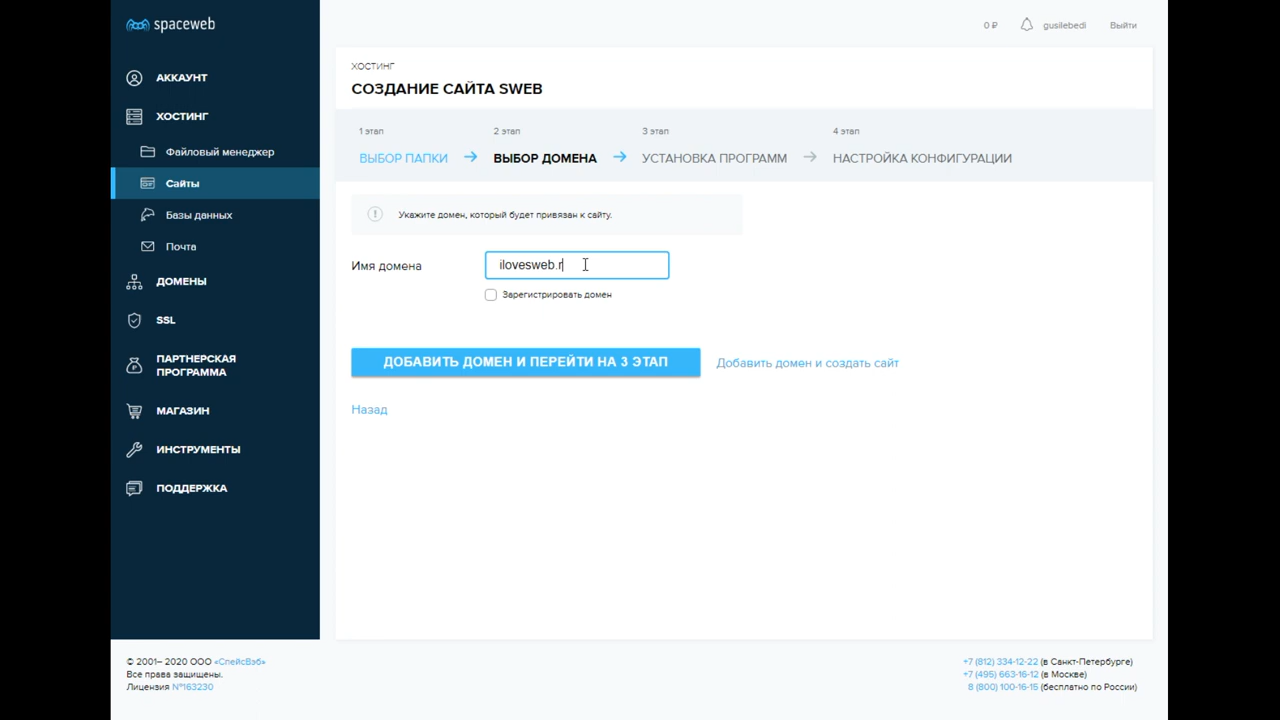 spaceweb
0 ₽
gusilebedi
Выйти
АККАУНТ
ХОСТИНГ
Файловый менеджер
Сайты
Базы данных
Почта
ДОМЕНЫ
SSL
ПАРТНЕРСКАЯ
ПРОГРАММА
МАГАЗИН
ИНСТРУМЕНТЫ
ПОДДЕРЖКА
ХОСТИНГ
СОЗДАНИЕ САЙТА SWEB
1 этап
2 этап
3 этап
4 этап
ВЫБОР ПАПКИ
ВЫБОР ДОМЕНА
УСТАНОВКА ПРОГРАММ
НАСТРОЙКА КОНФИГУРАЦИИ
Укажите домен, который будет привязан к сайту.
Имя домена
ilovesweb.r
Зарегистрировать домен
ДОБАВИТЬ ДОМЕН И ПЕРЕЙТИ НА 3 ЭТАП
Добавить домен и создать сайт
Назад
© 2001– 2020 ООО «СпейсВэб»
Все права защищены.
Лицензия №163230
+7 (812) 334-12-22 (в Санкт-Петербурге)
+7 (495) 663-16-12 (в Москве)
8 (800) 100-16-15 (бесплатно по России)